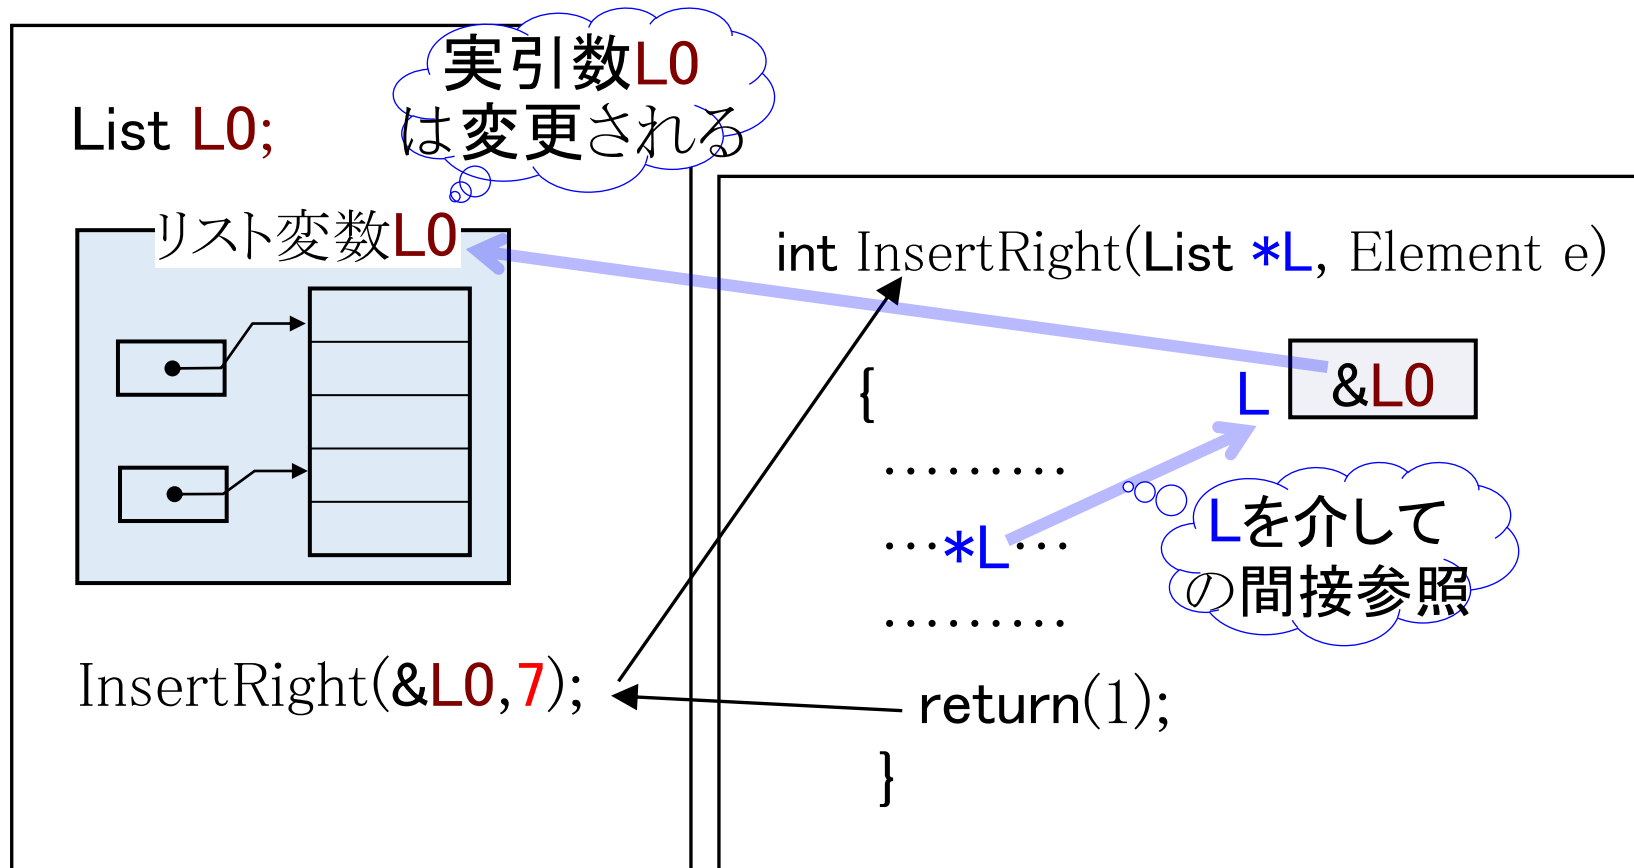 実引数L0
は変更される
List L0;
リスト変数L0
InsertRight(&L0,7);
int InsertRight(List *L, Element e)
{
L &L0
………
…*L…
Lを介して
の間接参照
………
return(1);
}